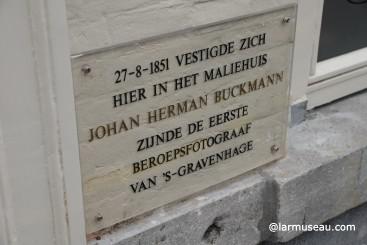 27-8-1851 VESTIGDE ZICH
HIER IN HET MALIEHUIS
JOHAN HERMAN BUCKMANN
ZIJNDE DE EERSTE
BEROEPSFOTOGRAAF
VAN 'S-GRAVENHAGE
@larmuseau.com